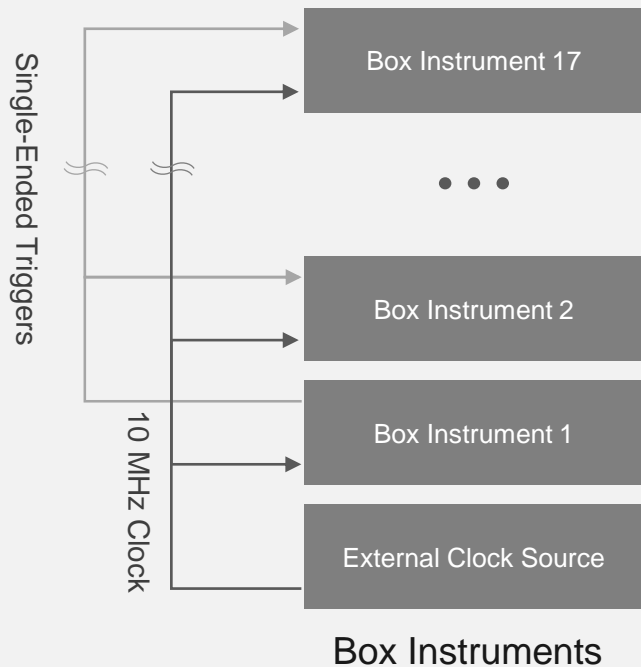 Single-Ended Triggers
10 MHz Clock
Box Instrument 17
Box Instrument 2
Box Instrument 1
External Clock Source
Box Instruments